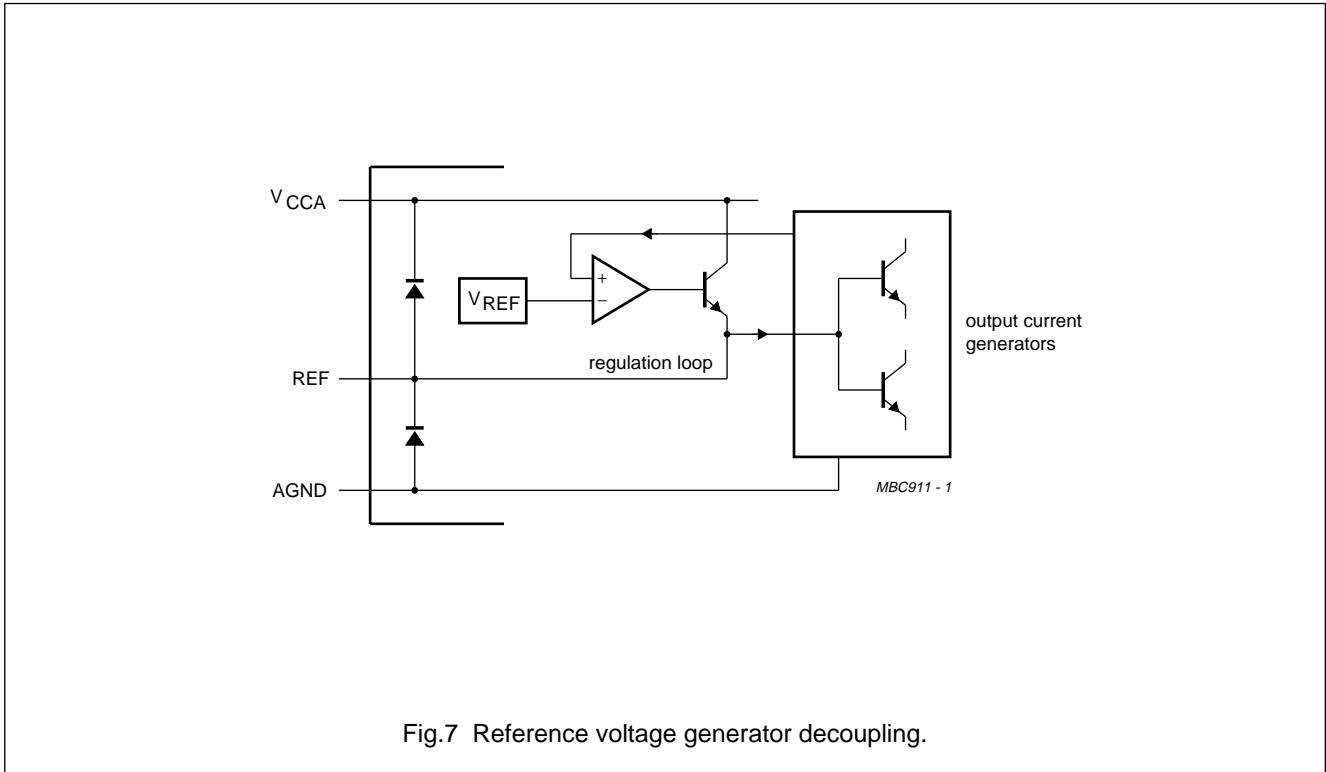 V CCA
+
V REF
−
output current
generators
regulation loop
REF
AGND
MBC911 - 1
Fig.7 Reference voltage generator decoupling.